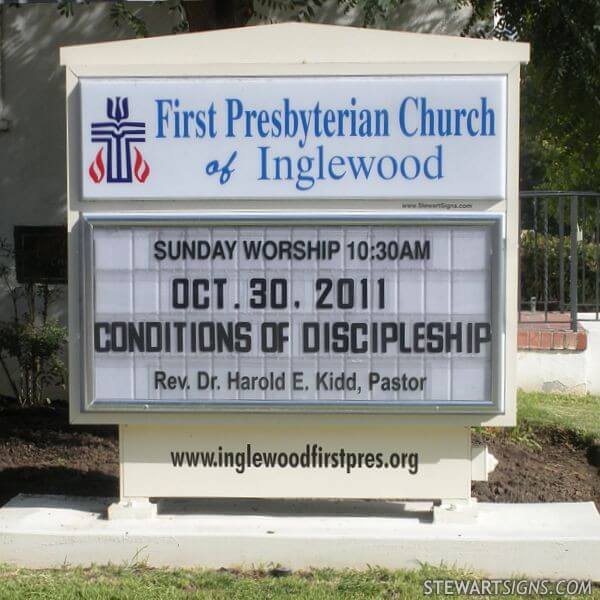 First Presbyterian Church
of Inglewood
www.StewartSigns.com
SUNDAY WORSHIP 10:30AM
OCT. 30, 2011
CONDITIONS OF DISCIPLESHIP
Rev. Dr. Harold E. Kidd, Pastor
www.inglewoodfirstpres.org
STEWARTSIGNS.COM